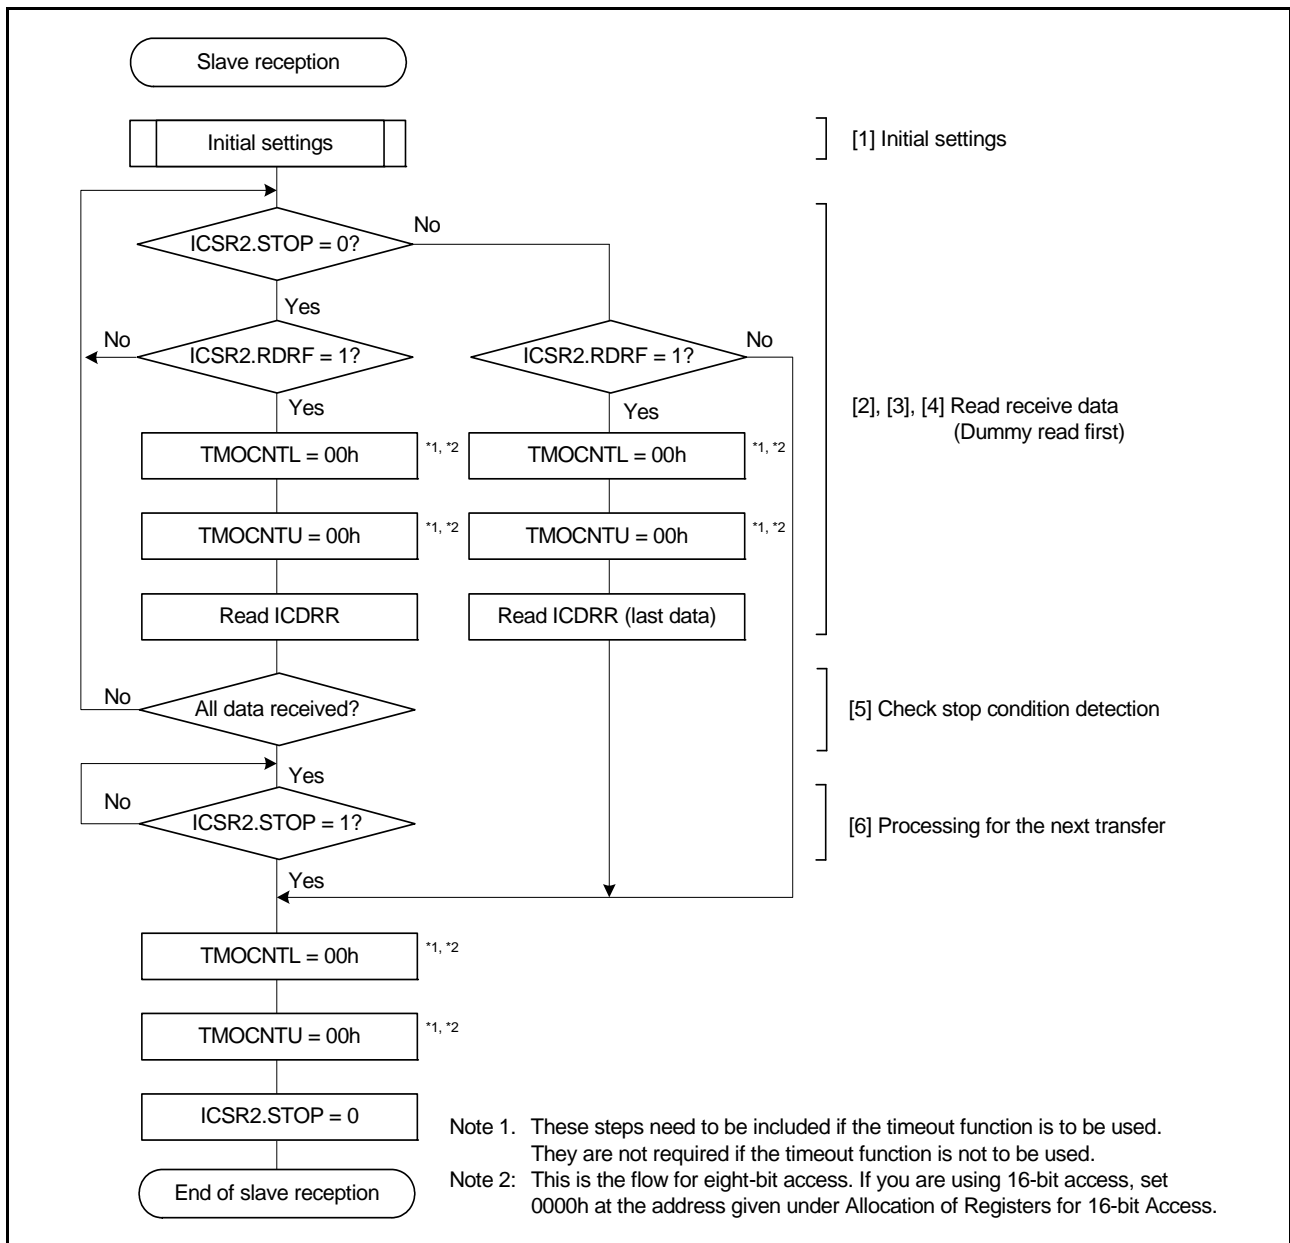 Slave reception
Initial settings
[1] Initial settings
ICSR2.STOP = 0?
No
Yes
No
ICSR2.RDRF = 1?
ICSR2.RDRF = 1?
No
Yes
Yes
[2], [3], [4] Read receive data
(Dummy read first)
TMOCNTL = 00h
*1, *2
TMOCNTL = 00h
*1, *2
TMOCNTU = 00h
*1, *2
TMOCNTU = 00h
*1, *2
Read ICDRR
Read ICDRR (last data)
No
All data received?
[5] Check stop condition detection
Yes
No
ICSR2.STOP = 1?
[6] Processing for the next transfer
Yes
TMOCNTL = 00h
*1, *2
TMOCNTU = 00h
*1, *2
ICSR2.STOP = 0
End of slave reception
Note 1. These steps need to be included if the timeout function is to be used.
They are not required if the timeout function is not to be used.
Note 2: This is the flow for eight-bit access. If you are using 16-bit access, set
0000h at the address given under Allocation of Registers for 16-bit Access.